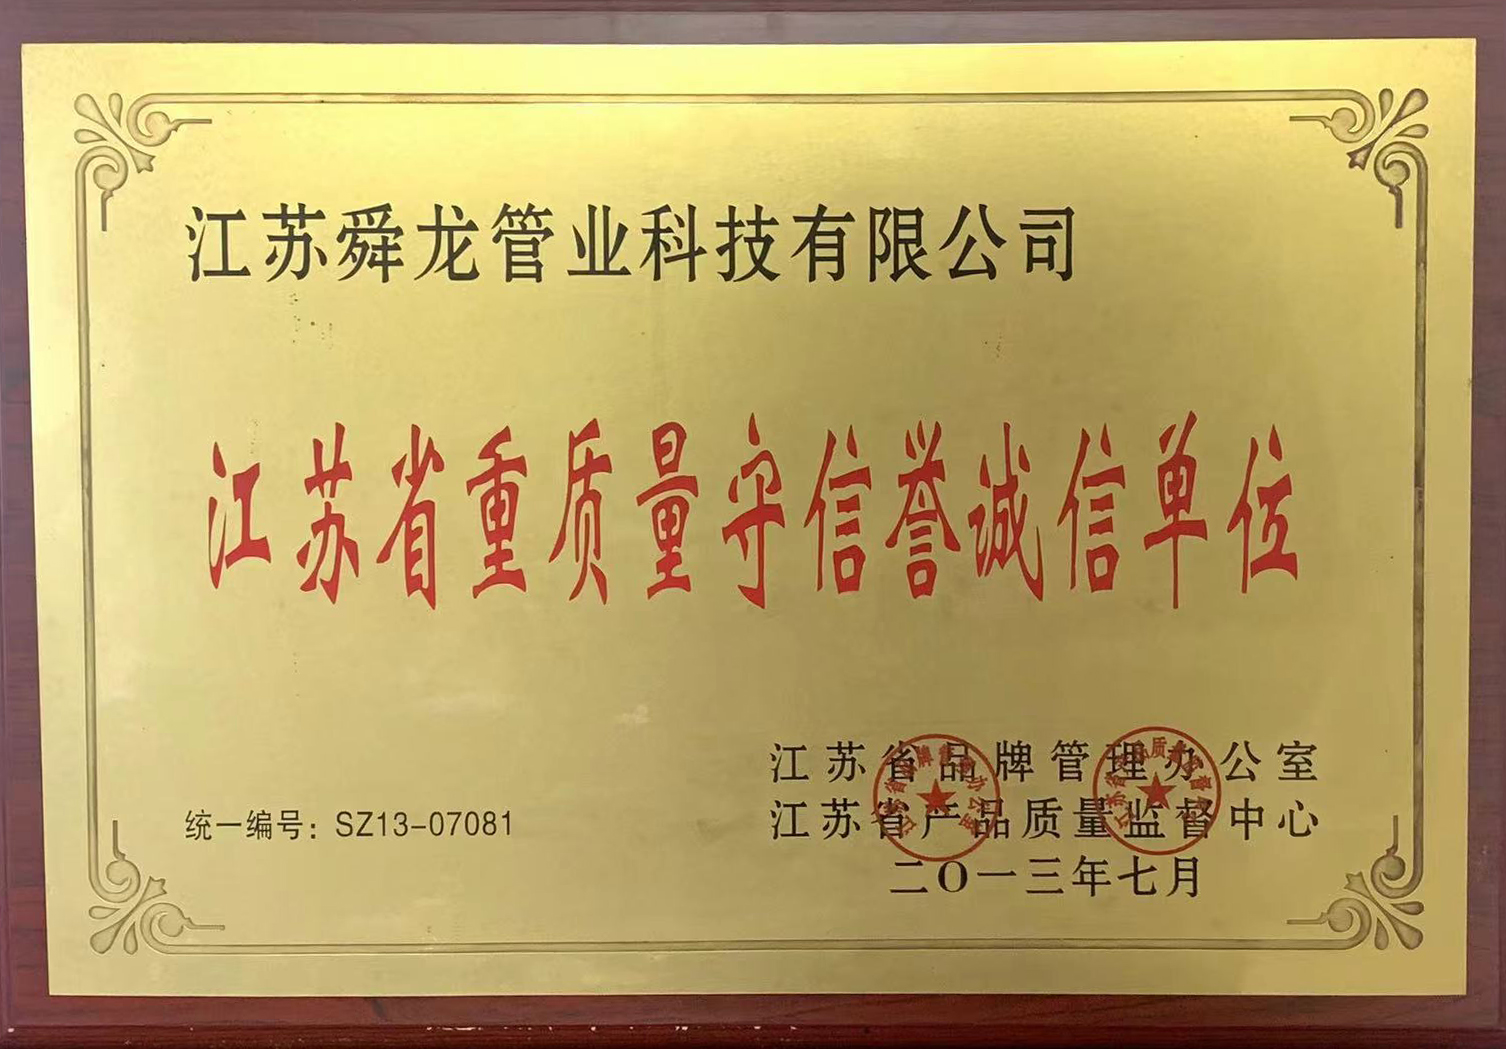 江苏舜龙管业科技有限公司
江苏省重质量守信誉诚信单位
江苏省品牌管理办公室
统一编号：SZ13-07081
江苏省产品质量监督中心
二〇一三年七月